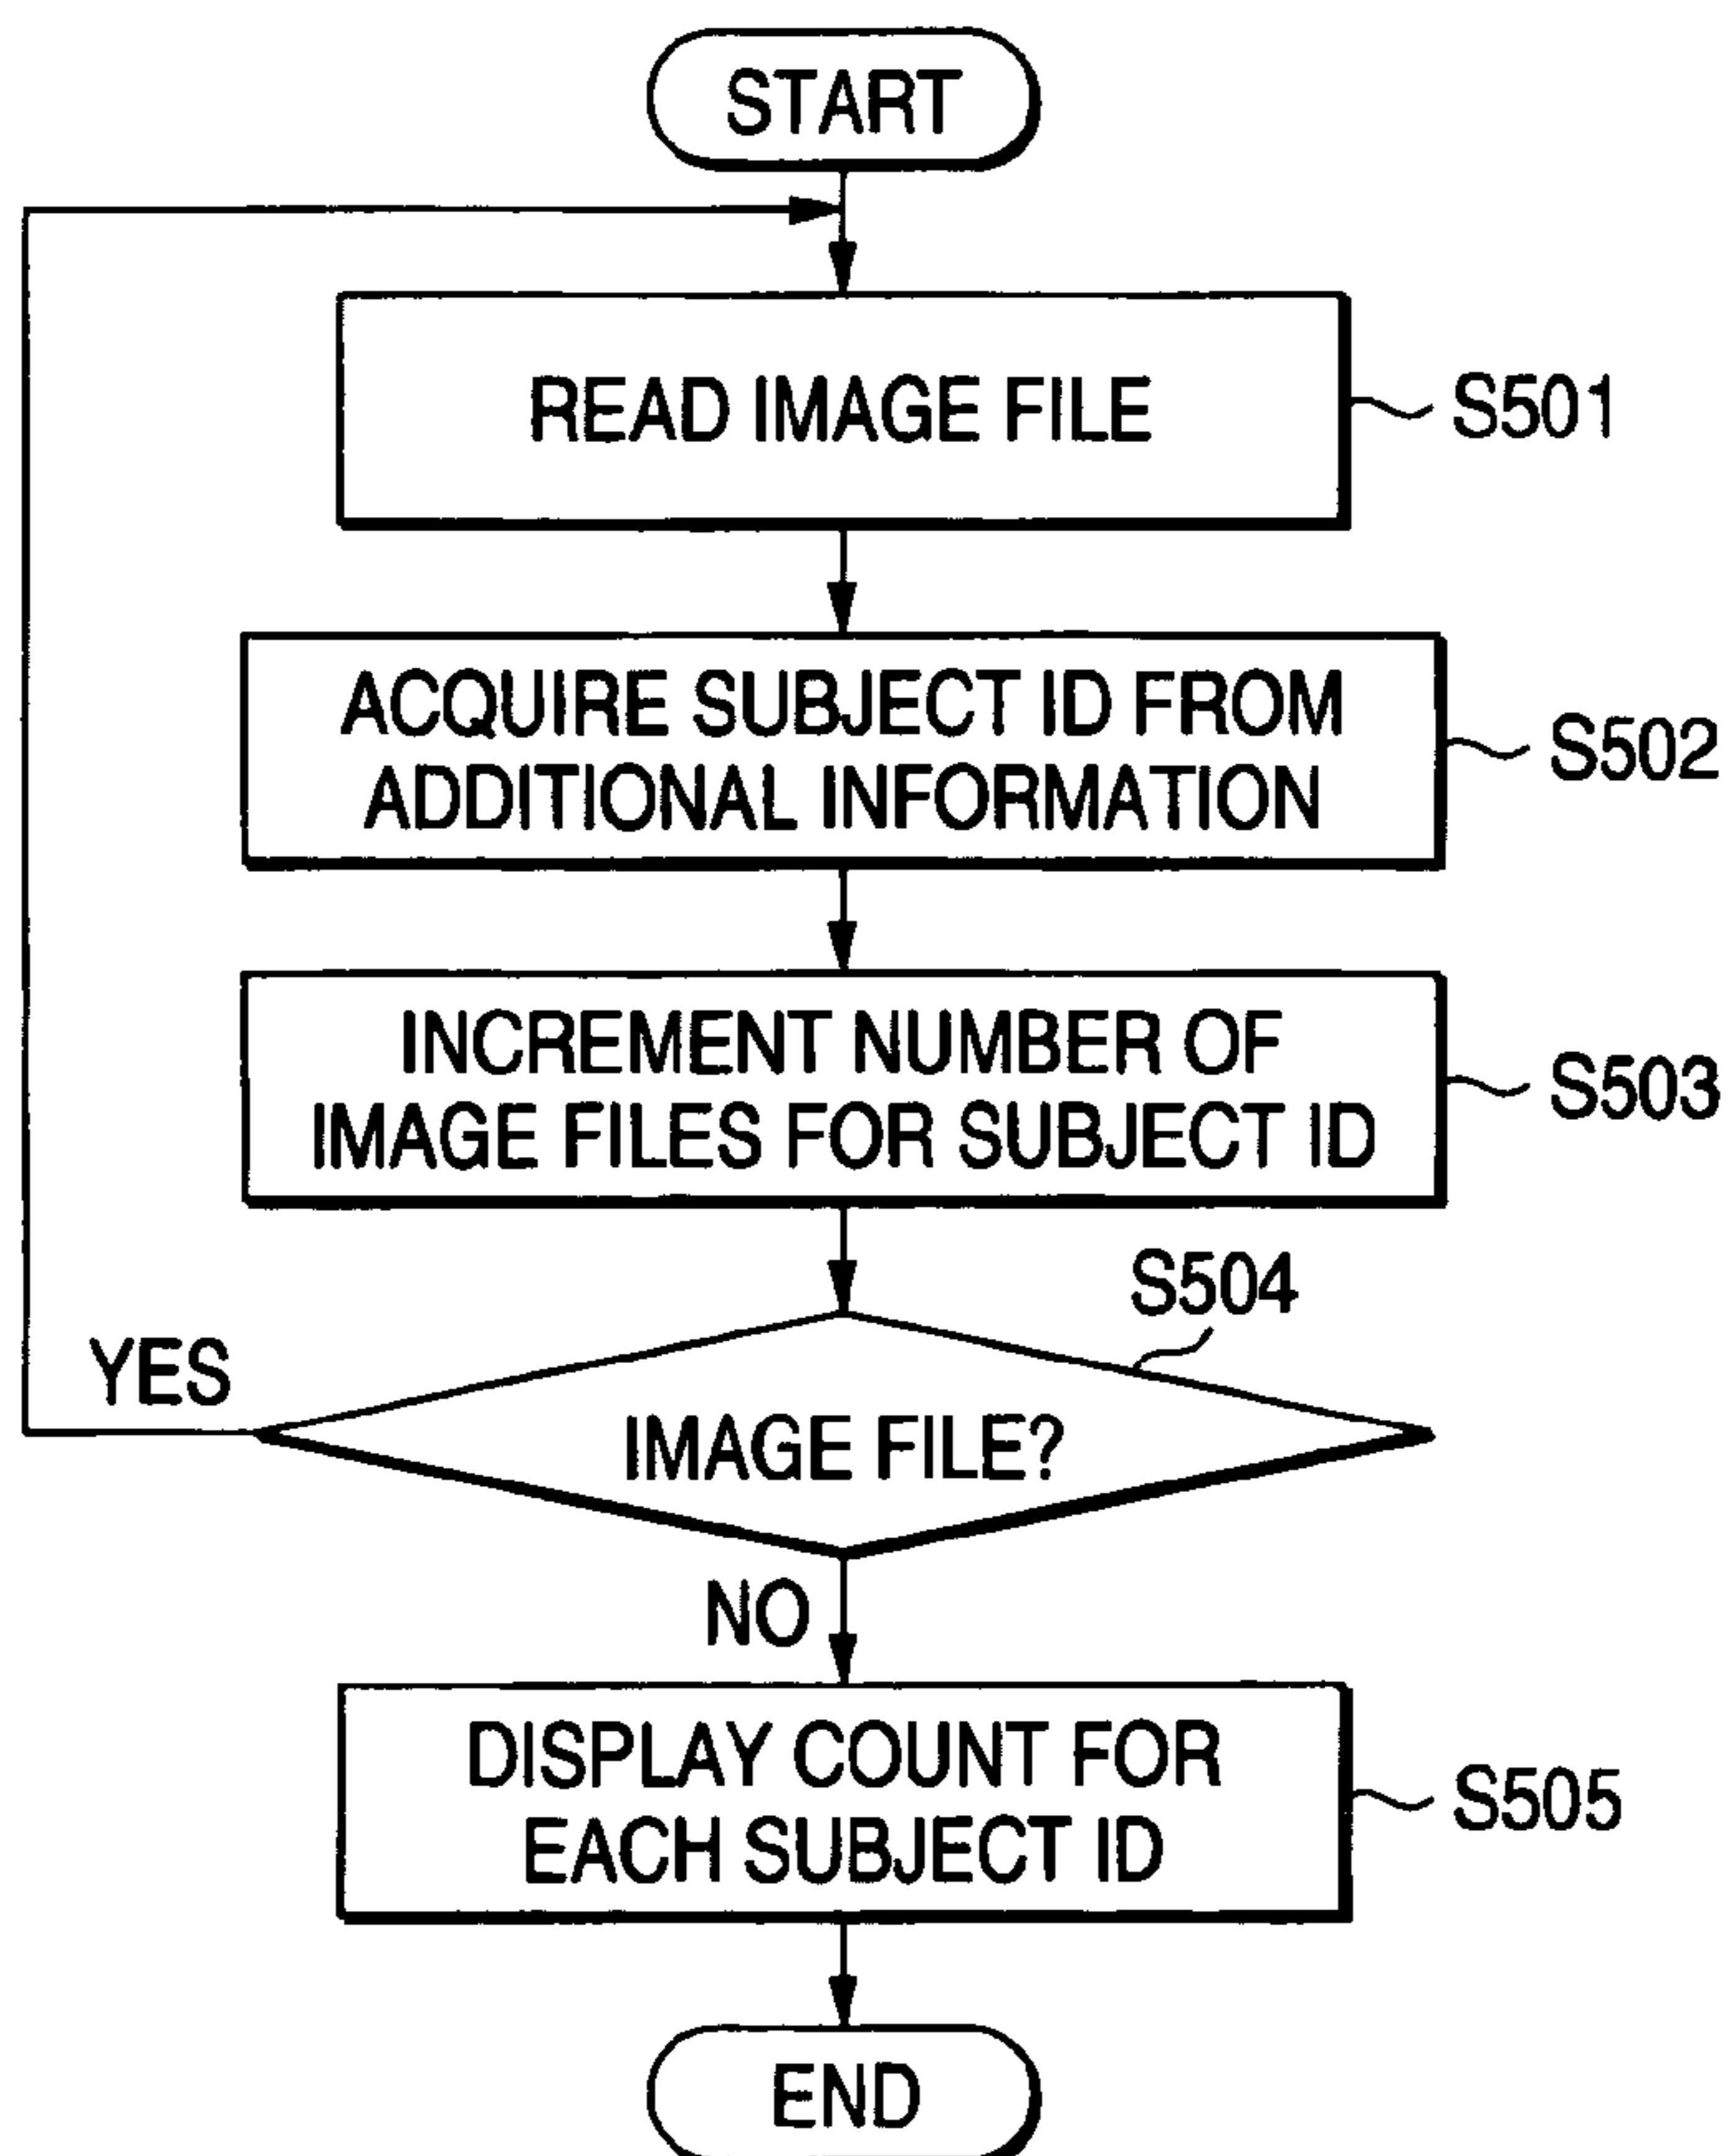 START
READ IMAGE FILE
S501
ACQUIRE SUBJECT ID FROM
ADDITIONAL INFORMATION
S502
INCREMENT NUMBER OF
IMAGE FILES FOR SUBJECT ID
S503
S504
YES
IMAGE FILE?
NO
DISPLAY COUNT FOR
EACH SUBJECT ID
S505
END